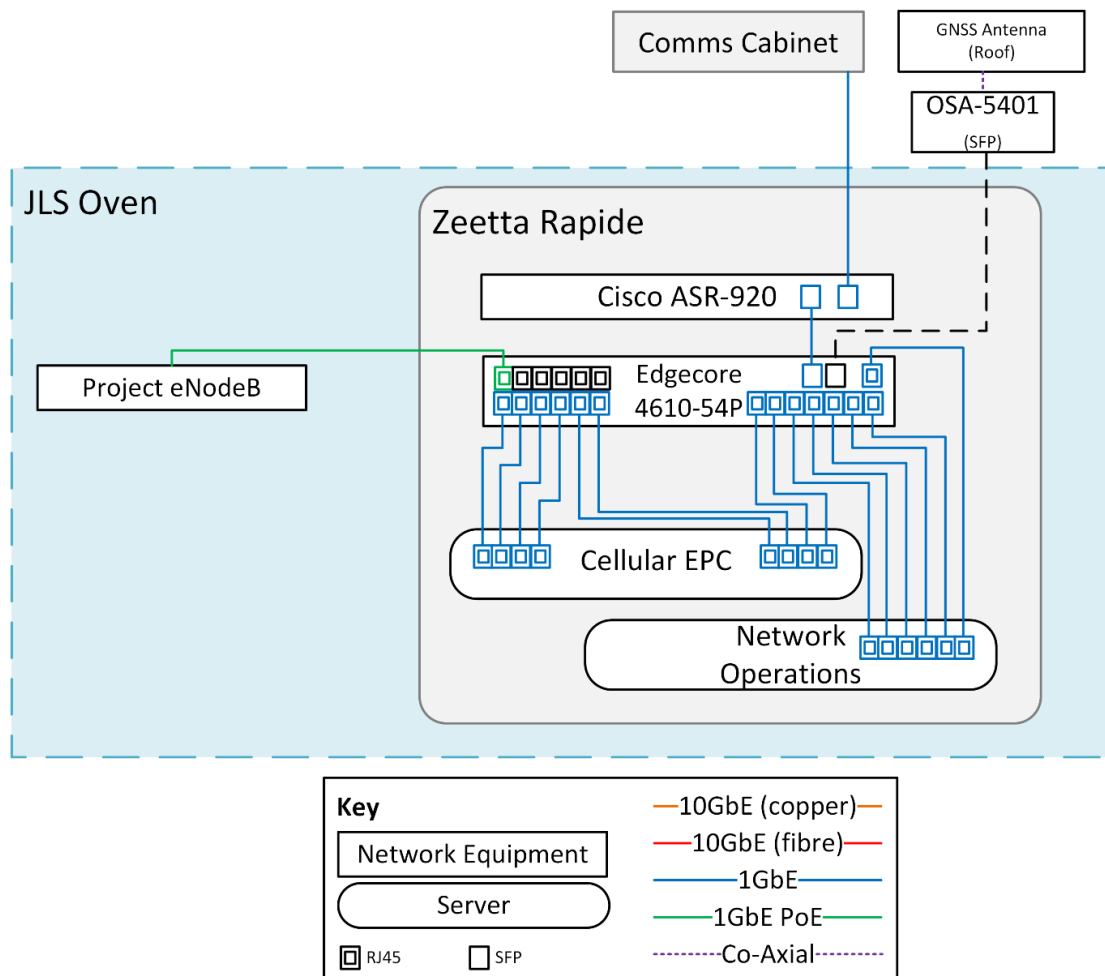 Comms Cabinet
GNSS Antenna
(Roof)
OSA-5401
(SFP)
JLS Oven
Zeetta Rapide
Cisco ASR-920
Project eNodeB
Edgecore
4610-54P
Cellular EPC
Network
Operations
Key
Network Equipment
Server
RJ45
SFP
10GbE (copper)
10GbE (fibre)
1GbE
1GbE PoE
Co-Axial